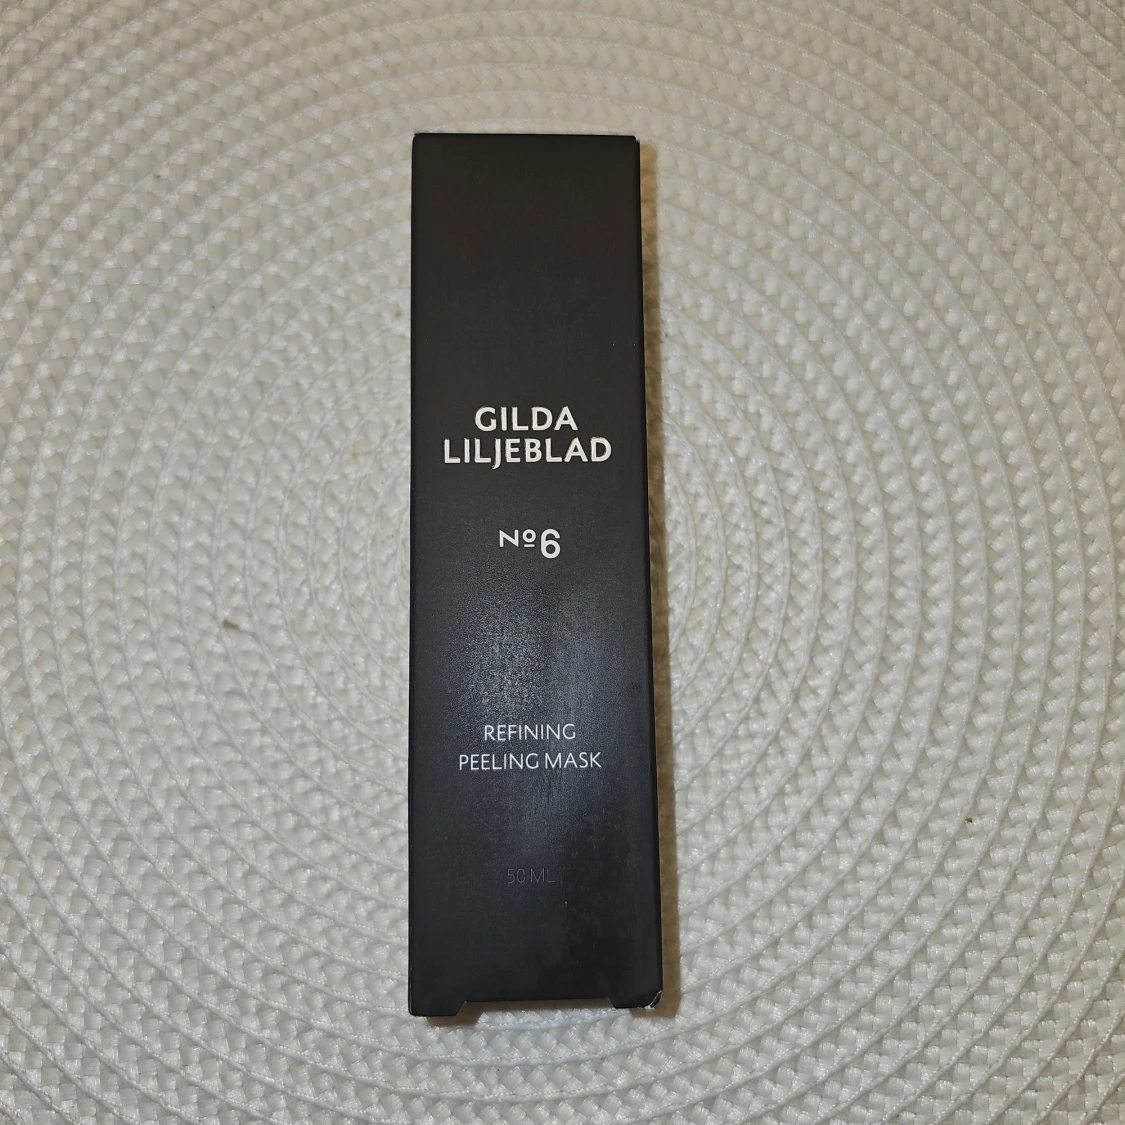 GILDA
LILJEBLAD
Nº6
REFINING
PEELING MASK
50 ML